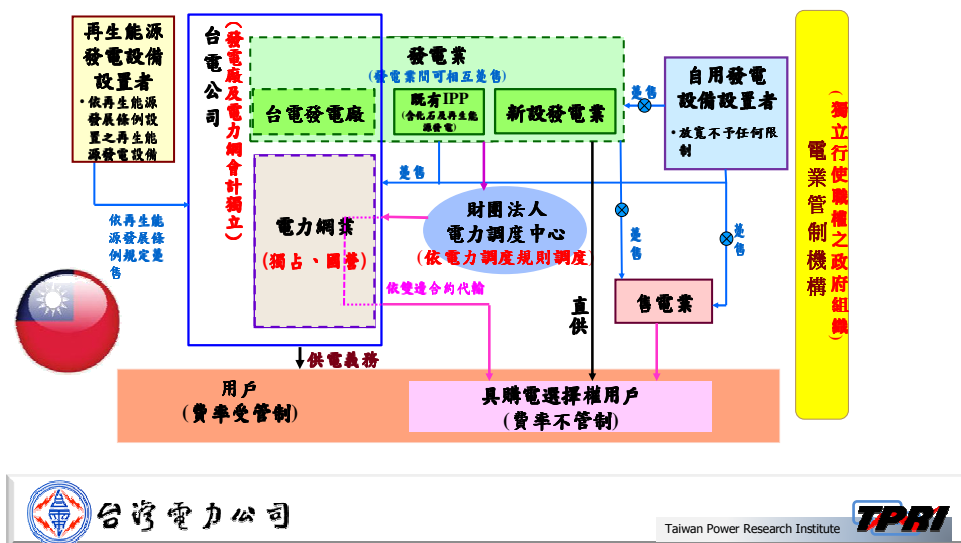 再生能源
發電設備
設置者
•依再生能源
發展條例設
置之再生能
源發電設備
依再生能
源發展條
例規定躉
售
台電公司
(發電廠及電力網會計獨立)
發電業
(發電業間可相互躉售)
台電發電廠
既有IPP
(含化石及再生能
源發電)
新設發電業
躉售
自用發電
設備設置者
•放寬不予任何限
制
躉售
電力網業
(獨占、國營)
財團法人
電力調度中心
(依電力調度規則調度)
依雙邊合約代輸
直供
躉售
躉售
售電業
電業管制機構
(獨立行使職權之政府組織)
供電義務
用戶
(費率受管制)
具購電選擇權用戶
(費率不管制)
台灣電力公司
Taiwan Power Research Institute
TPRI